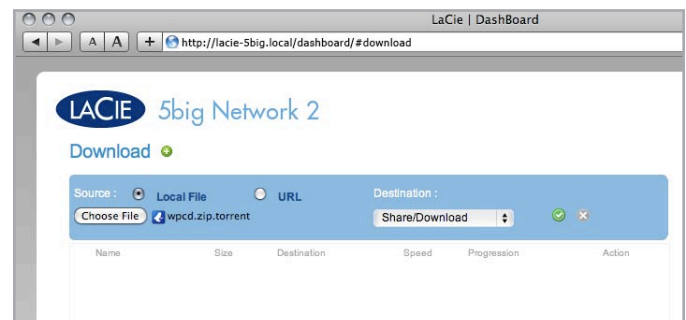 LaCie | DashBoard
A A + http://lacie-5big.local/dashboard/#download
LACIE 5big Network 2
Download
Source : Local File URL Destination :
Choose File wpcd.zip.torrent Share/Download
Name Size Destination Speed Progression Action